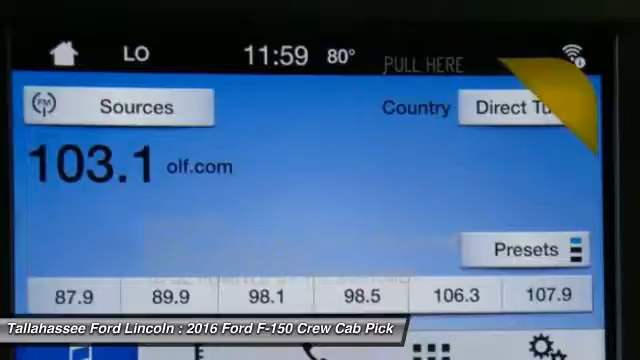 LO 11:59 80°
PULL HERE
FM Sources Country Direct Tu
103.1 olf.com
Presets
87.9 89.9 98.1 98.5 106.3 107.9
Tallahassee Ford Lincoln : 2016 Ford F-150 Crew Cab Pick